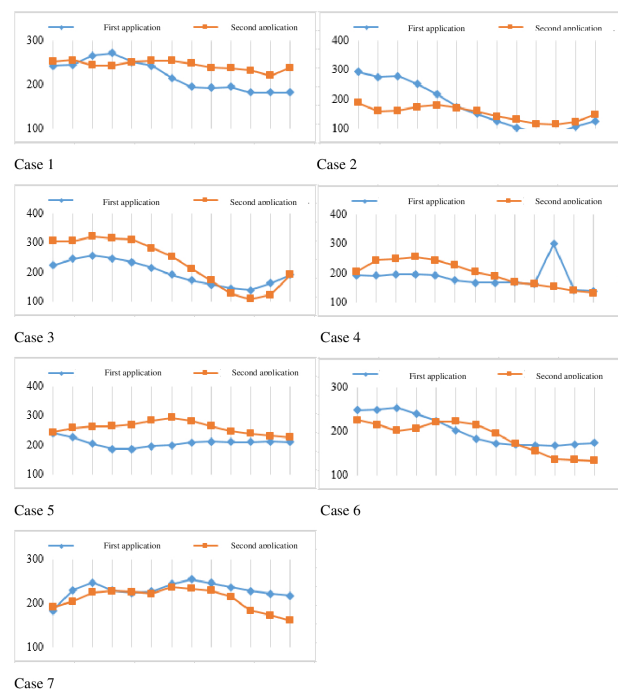 First application Second application
300
200
100
Case 1
First application Second application
400
300
200
100
Case 2
First application Second application
400
300
200
100
Case 3
First application Second application
400
300
200
100
Case 4
First application Second application
400
300
200
100
Case 5
First application Second application
300
200
100
Case 6
First application Second application
300
200
100
Case 7